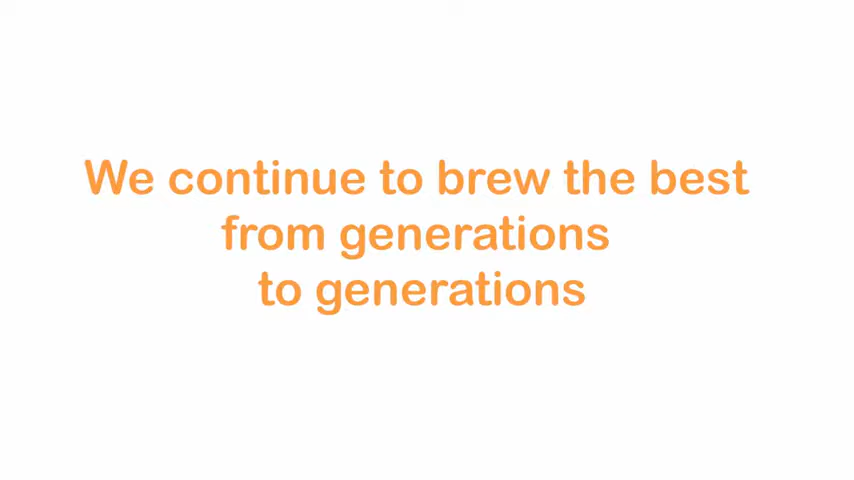 We continue to brew the best
from generations
to generations